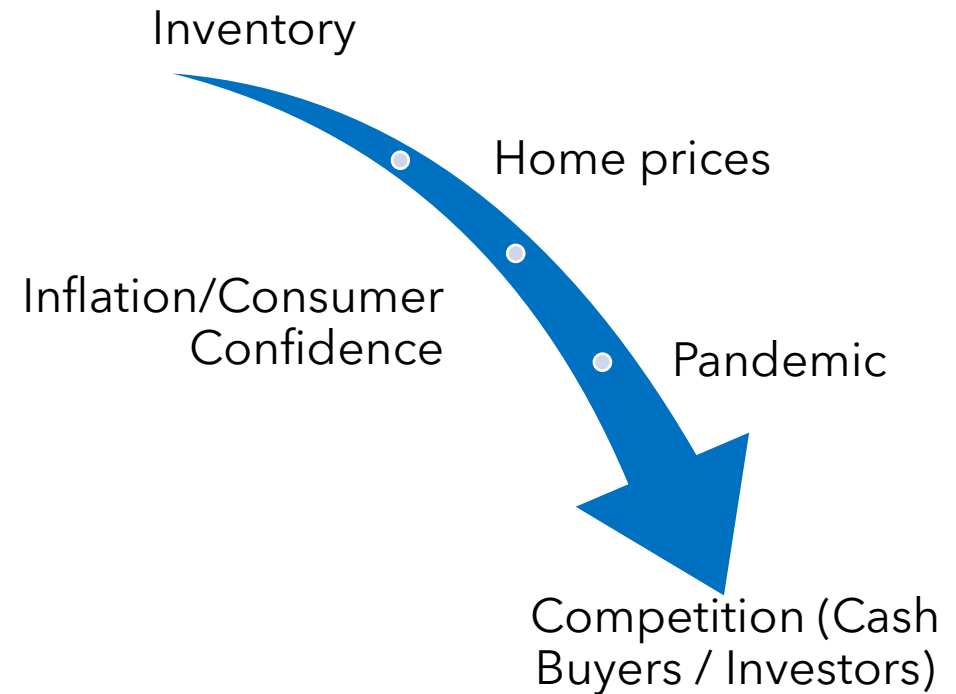 Inventory
Home prices
Inflation/Consumer
Confidence
Pandemic
Competition (Cash
Buyers / Investors)